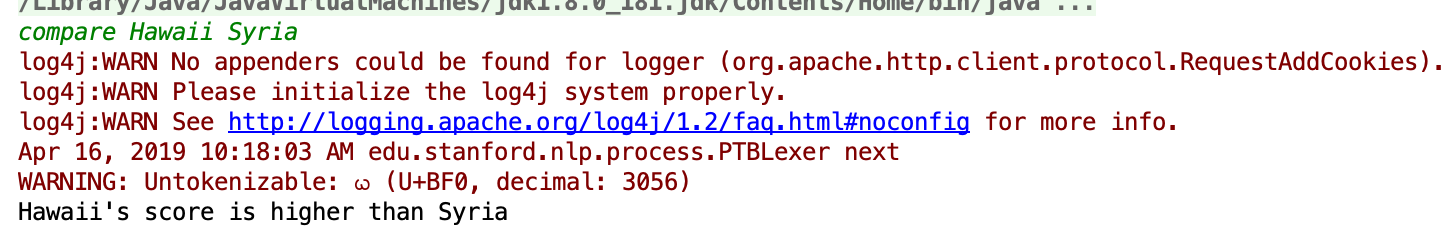 /Library/Java/JavaVirtualMachines/jdk1.8.0_181.jdk/Contents/Home/bin/java ...
compare Hawaii Syria
log4j:WARN No appenders could be found for logger (org.apache.http.client.protocol.RequestAddCookies).
log4j:WARN Please initialize the log4j system properly.
log4j:WARN See http://logging.apache.org/log4j/1.2/faq.html#noconfig for more info.
Apr 16, 2019 10:18:03 AM edu.stanford.nlp.process.PTBLexer next
WARNING: Untokenizable: ௰ (U+BF0, decimal: 3056)
Hawaii's score is higher than Syria